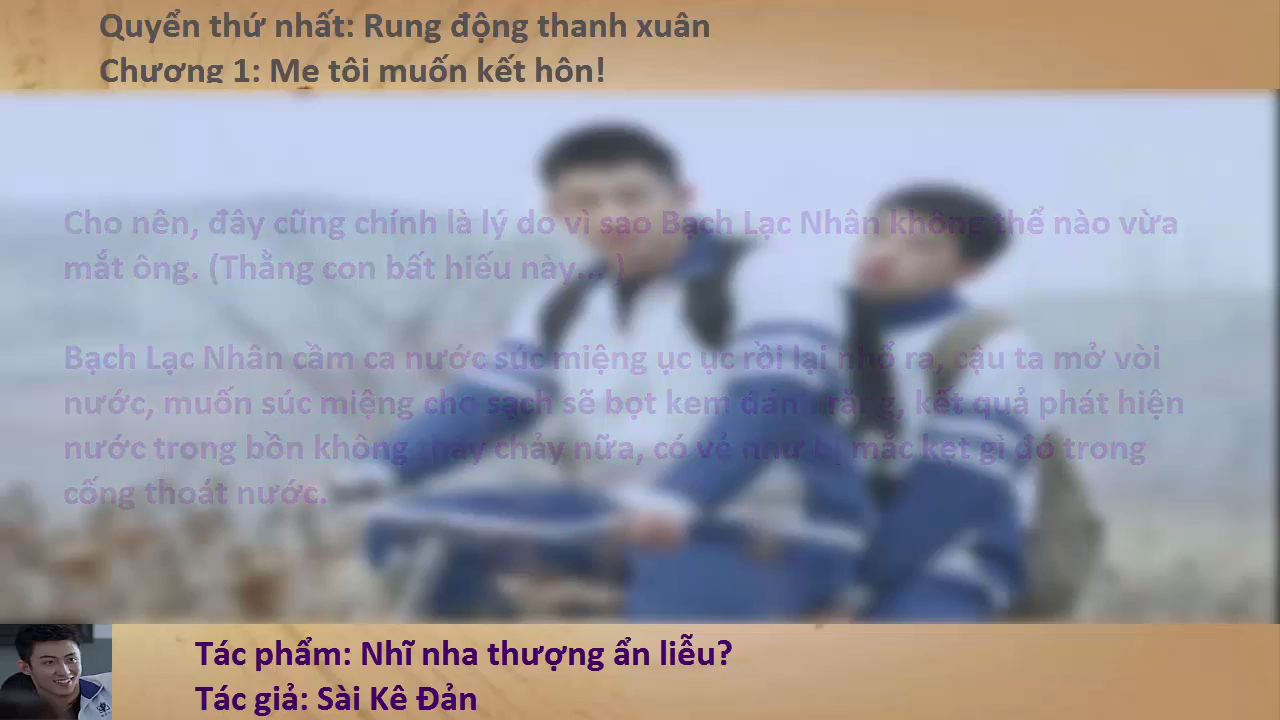 Quyển thứ nhất: Rung động thanh xuân
Chương 1: Mẹ tôi muốn kết hôn!
Cho nên, đây cũng chính là lý do vì sao Bạch Lạc Nhân không thể nào vừa
mắt ông. (Thằng con bất hiếu này... )
Bạch Lạc Nhân cầm ca nước súc miệng ục ục rồi lại nhổ ra, cậu ta mở vòi
nước, muốn súc miệng cho sạch sẽ bọt kem đánh răng, kết quả phát hiện
nước trong bồn không thấy chảy nữa, có vẻ như bị mắc kẹt gì đó trong
cống thoát nước.
Tác phẩm: Nhĩ nha thượng ẩn liễu?
Tác giả: Sài Kê Đản